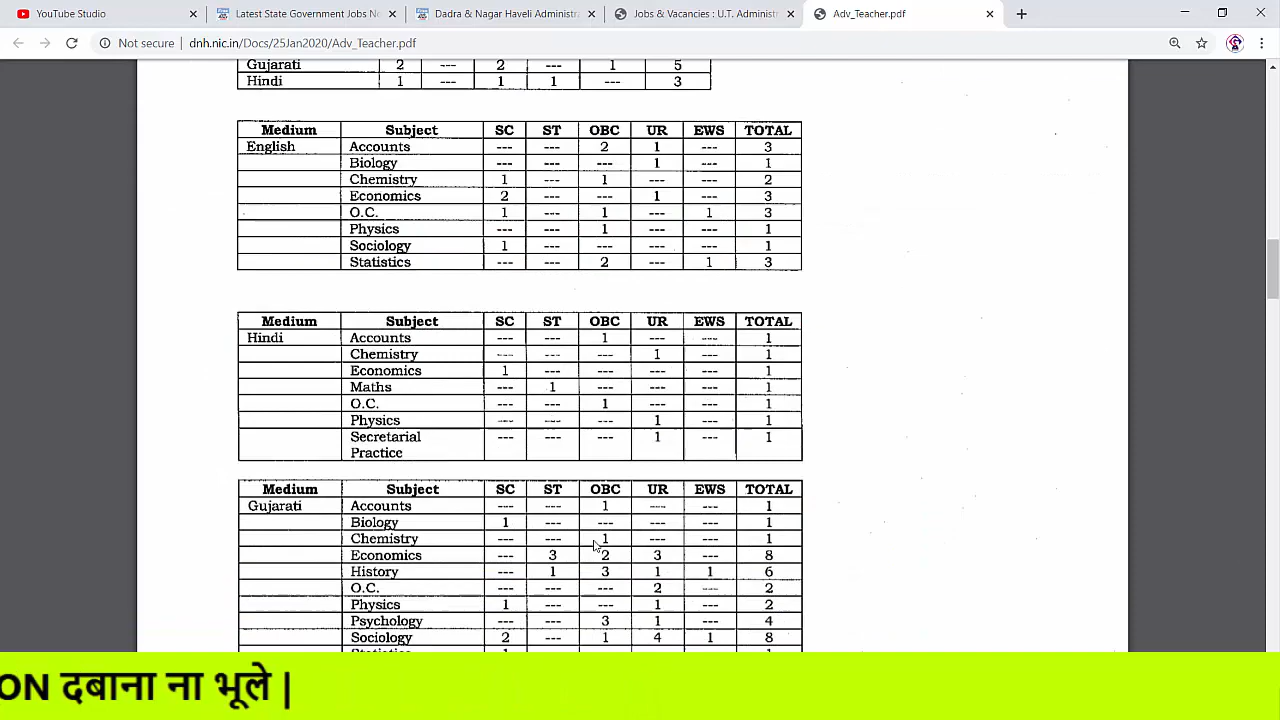 YouTube Studio
Latest State Government Jobs N
Dadra & Nagar Haveli Administra
Jobs & Vacancies : U.T. Administr
Adv_Teacher.pdf
Not secure | dnh.nic.in/Docs/25Jan2020/Adv_Teacher.pdf
Gujarati 2 --- 2 --- 1 5
Hindi 1 --- 1 1 --- 3
Medium Subject SC ST OBC UR EWS TOTAL
English Accounts --- --- 2 1 --- 3
Biology --- --- --- 1 --- 1
Chemistry 1 --- 1 --- --- 2
Economics 2 --- --- 1 --- 3
O.C. 1 --- 1 --- 1 3
Physics --- --- 1 --- --- 1
Sociology 1 --- --- --- --- 1
Statistics --- --- 2 --- 1 3
Medium Subject SC ST OBC UR EWS TOTAL
Hindi Accounts --- --- 1 --- --- 1
Chemistry --- --- --- 1 --- 1
Economics 1 --- --- --- --- 1
Maths --- 1 --- --- --- 1
O.C. --- --- 1 --- --- 1
Physics --- --- --- 1 --- 1
Secretarial --- --- --- 1 --- 1
Practice
Medium Subject SC ST OBC UR EWS TOTAL
Gujarati Accounts --- --- 1 --- --- 1
Biology 1 --- --- --- --- 1
Chemistry --- --- 1 --- --- 1
Economics --- 3 2 3 --- 8
History --- 1 3 1 1 6
O.C. --- --- --- 2 --- 2
Physics 1 --- --- 1 --- 2
Psychology --- --- 3 1 --- 4
Sociology 2 --- 1 4 1 8
ON दबाना ना भूले |